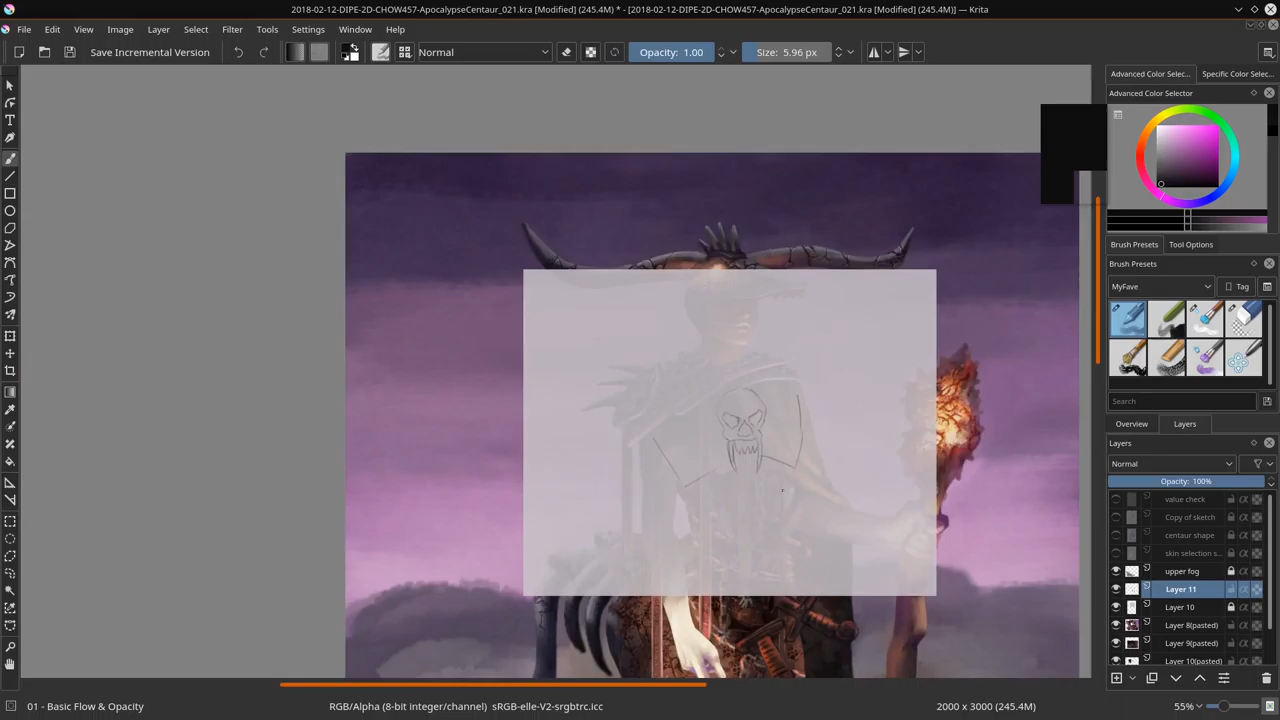 2018-02-12-DIPE-2D-CHOW457-ApocalypseCentaur_021.kra [Modified] (245.4M) * - [2018-02-12-DIPE-2D-CHOW457-ApocalypseCentaur_021.kra [Modified] (245.4M)] — Krita
File Edit View Image Layer Select Filter Tools Settings Window Help
Save Incremental Version Normal Opacity: 1.00 Size: 5.96 px
Advanced Color Selec... Specific Color Selec...
Advanced Color Selector
Brush Presets Tool Options
Brush Presets
MyFave Tag
Search
Overview Layers
Layers
Normal
Opacity: 100%
value check
Copy of sketch
centaur shape
skin selection s...
upper fog
Layer 11
Layer 10
Layer 8(pasted)
Layer 9(pasted)
Layer 10(pasted)
01 - Basic Flow & Opacity RGB/Alpha (8-bit integer/channel) sRGB-elle-V2-srgbtrc.icc 2000 x 3000 (245.4M) 55%